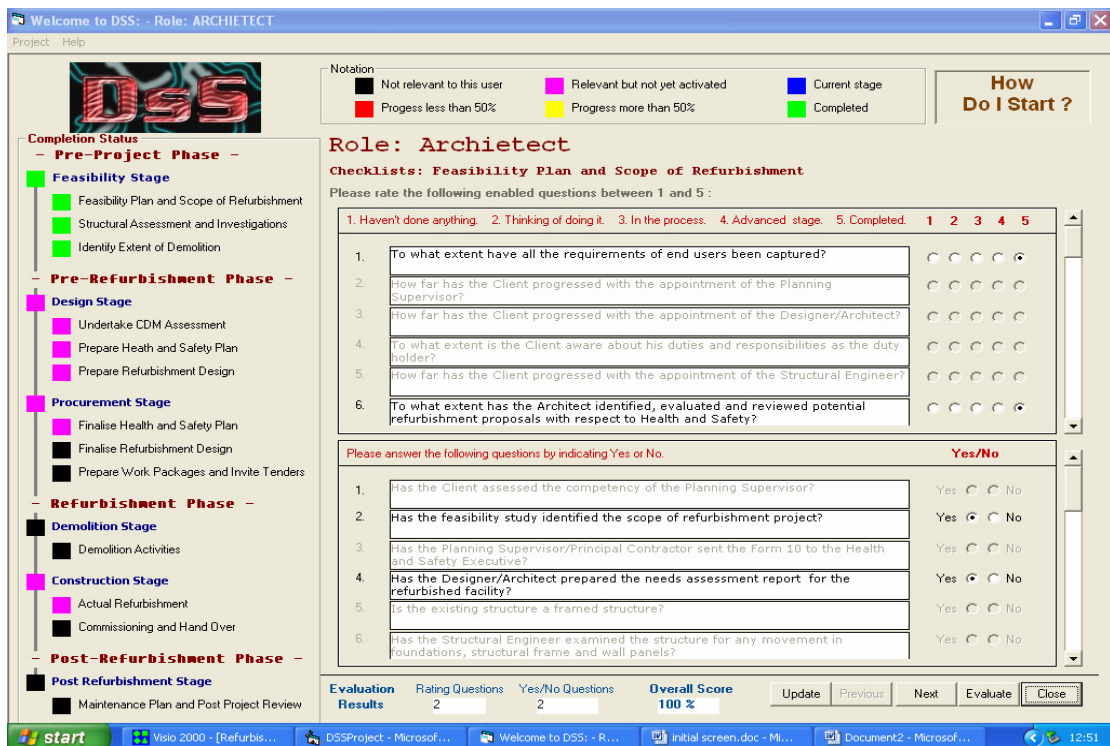 Welcome to DSS: - Role: ARCHIETECT
Project Help
DSS
Notation
Not relevant to this user
Relevant but not yet activated
Current stage
Progess less than 50%
Progress more than 50%
Completed
How
Do I Start ?
Completion Status
- Pre-Project Phase -
Feasibility Stage
Feasibility Plan and Scope of Refurbishment
Structural Assessment and Investigations
Identify Extent of Demolition
- Pre-Refurbishment Phase -
Design Stage
Undertake CDM Assessment
Prepare Heath and Safety Plan
Prepare Refurbishment Design
Procurement Stage
Finalise Health and Safety Plan
Finalise Refurbishment Design
Prepare Work Packages and Invite Tenders
- Refurbishment Phase -
Demolition Stage
Demolition Activities
Construction Stage
Actual Refurbishment
Commissioning and Hand Over
- Post-Refurbishment Phase -
Post Refurbishment Stage
Maintenance Plan and Post Project Review
Role: Archietect
Checklists: Feasibility Plan and Scope of Refurbishment
Please rate the following enabled questions between 1 and 5 :
1. Haven't done anything. 2. Thinking of doing it. 3. In the process. 4. Advanced stage. 5. Completed. 1 2 3 4 5
1. To what extent have all the requirements of end users been captured?
2. How far has the Client progressed with the appointment of the Planning
Supervisor?
3. How far has the Client progressed with the appointment of the Designer/Architect?
4. To what extent is the Client aware about his duties and responsibilities as the duty
holder?
5. How far has the Client progressed with the appointment of the Structural Engineer?
6. To what extent has the Architect identified, evaluated and reviewed potential
refurbishment proposals with respect to Health and Safety?
Please answer the following questions by indicating Yes or No. Yes/No
1. Has the Client assessed the competency of the Planning Supervisor? Yes No
2. Has the feasibility study identified the scope of refurbishment project? Yes No
3. Has the Planning Supervisor/Principal Contractor sent the Form 10 to the Health
and Safety Executive? Yes No
4. Has the Designer/Architect prepared the needs assessment report for the
refurbished facility? Yes No
5. Is the existing structure a framed structure? Yes No
6. Has the Structural Engineer examined the structure for any movement in
foundations, structural frame and wall panels? Yes No
Evaluation Rating Questions Yes/No Questions Overall Score
Results 2 2 100 %
Update Previous Next Evaluate Close
start Visio 2000 - [Refurbis... DSSProject - Microsof... Welcome to DSS: - R... initial screen.doc - Mi... Document2 - Microsof... 12:51